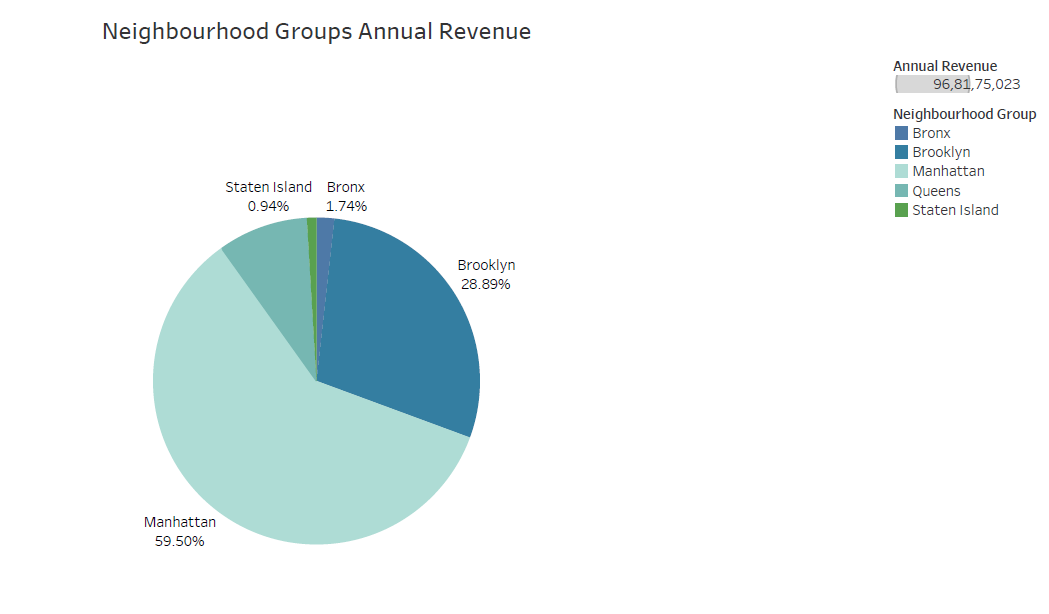 Neighbourhood Groups Annual Revenue
Annual Revenue
96,81,75,023
Neighbourhood Group
Bronx
Brooklyn
Manhattan
Queens
Staten Island
Staten Island
0.94%
Bronx
1.74%
Brooklyn
28.89%
Manhattan
59.50%